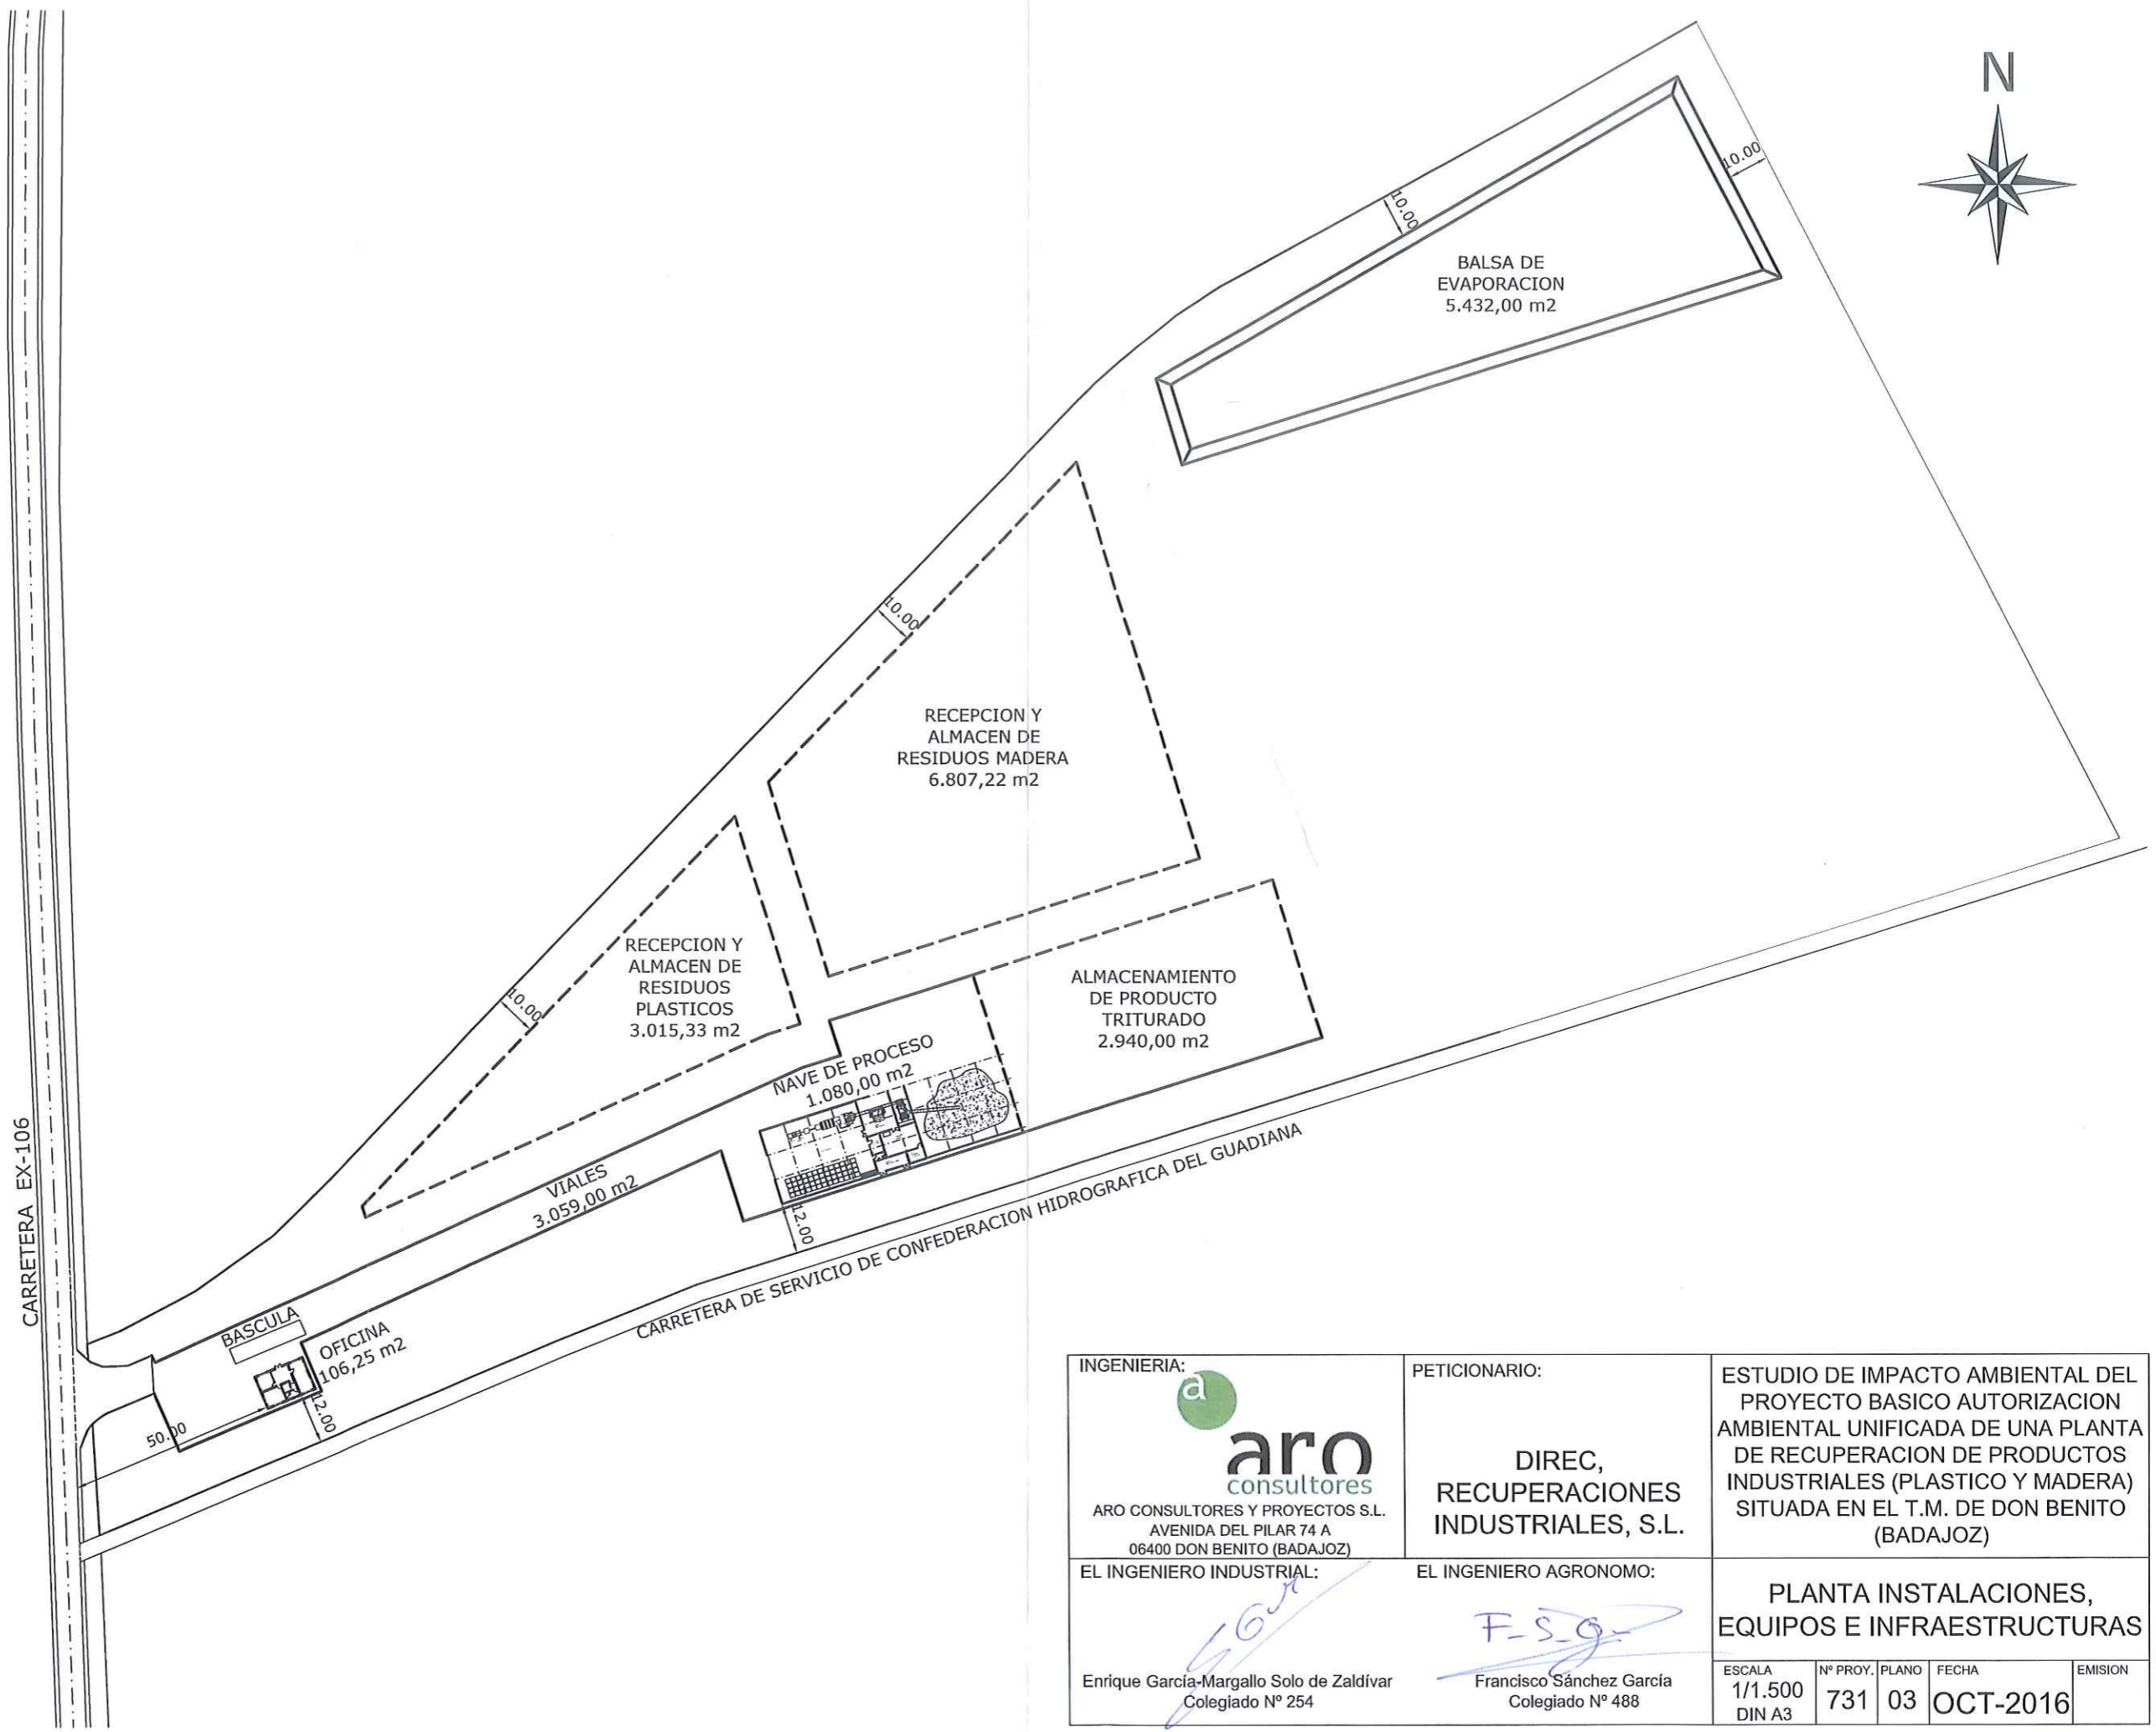 N
10.00
10.00
BALSA DE
EVAPORACION
5.432,00 m2
10.00
RECEPCION Y
ALMACEN DE
RESIDUOS MADERA
6.807,22 m2
RECEPCION Y
ALMACEN DE
RESIDUOS
PLASTICOS
3.015,33 m2
10.00
ALMACENAMIENTO
DE PRODUCTO
TRITURADO
2.940,00 m2
NAVE DE PROCESO
1.080,00 m2
VIALES
3.059,00 m2
12.00
CARRETERA DE SERVICIO DE CONFEDERACION HIDROGRAFICA DEL GUADIANA
CARRETERA EX-106
BASCULA
OFICINA
106,25 m2
12.00
50.00
INGENIERIA:
a
aro
consultores
ARO CONSULTORES Y PROYECTOS S.L.
AVENIDA DEL PILAR 74 A
06400 DON BENITO (BADAJOZ)
PETICIONARIO:
DIREC,
RECUPERACIONES
INDUSTRIALES, S.L.
ESTUDIO DE IMPACTO AMBIENTAL DEL
PROYECTO BASICO AUTORIZACION
AMBIENTAL UNIFICADA DE UNA PLANTA
DE RECUPERACION DE PRODUCTOS
INDUSTRIALES (PLASTICO Y MADERA)
SITUADA EN EL T.M. DE DON BENITO
(BADAJOZ)
EL INGENIERO INDUSTRIAL:
Enrique García-Margallo Solo de Zaldívar
Colegiado Nº 254
EL INGENIERO AGRONOMO:
F-S-G-
Francisco Sánchez García
Colegiado Nº 488
PLANTA INSTALACIONES,
EQUIPOS E INFRAESTRUCTURAS
ESCALA
1/1.500
DIN A3
Nº PROY.
731
PLANO
03
FECHA
OCT-2016
EMISION